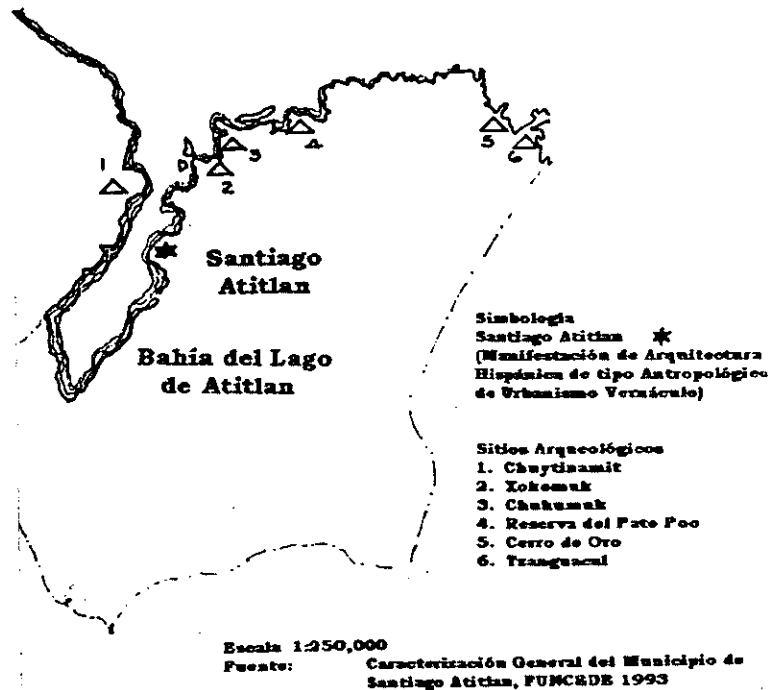 1
2
3
4
5
6
Santiago
Atitlan
Bahía del Lago
de Atitlan
Simbología
Santiago Atitlan
(Manifestación de Arquitectura
Hispánica de tipo Antropológico
de Urbanismo Vernáculo)
Sitios Arqueológicos
1. Chuytinamit
2. Xokomuk
3. Chukumuk
4. Reserva del Pato Poc
5. Cerro de Oro
6. Tzanguacal
Escala 1:250,000
Fuente: Caracterización General del Municipio de
Santiago Atitlan, FUNCEDE 1993